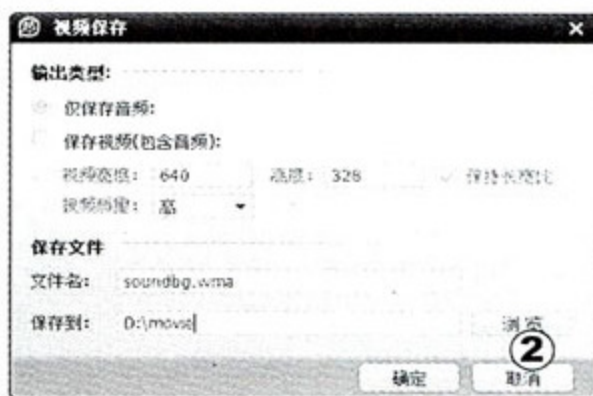 视频保存
输出类型:
仅保存音频:
保存视频(包含音频):
视频宽度: 640 高度: 328 保持长宽比
视频质量: 高
保存文件
文件名: soundbg.wma
保存到: D:\movie 浏览
②
确定 取消